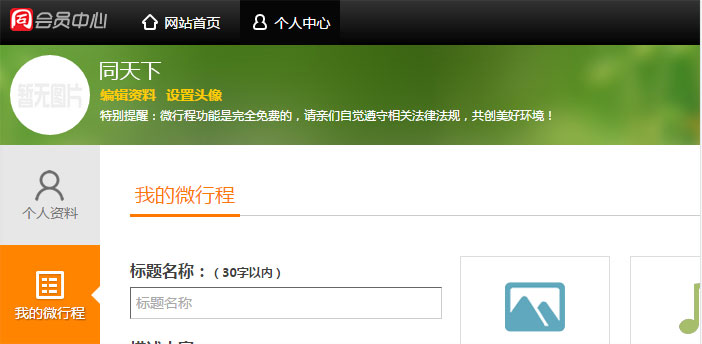 同 会员中心 网站首页 个人中心
同天下
暂无图片
编辑资料 设置头像
特别提醒：微行程功能是完全免费的，请亲们自觉遵守相关法律法规，共创美好环境！
个人资料
我的微行程
我的微行程
标题名称：（30字以内）
标题名称